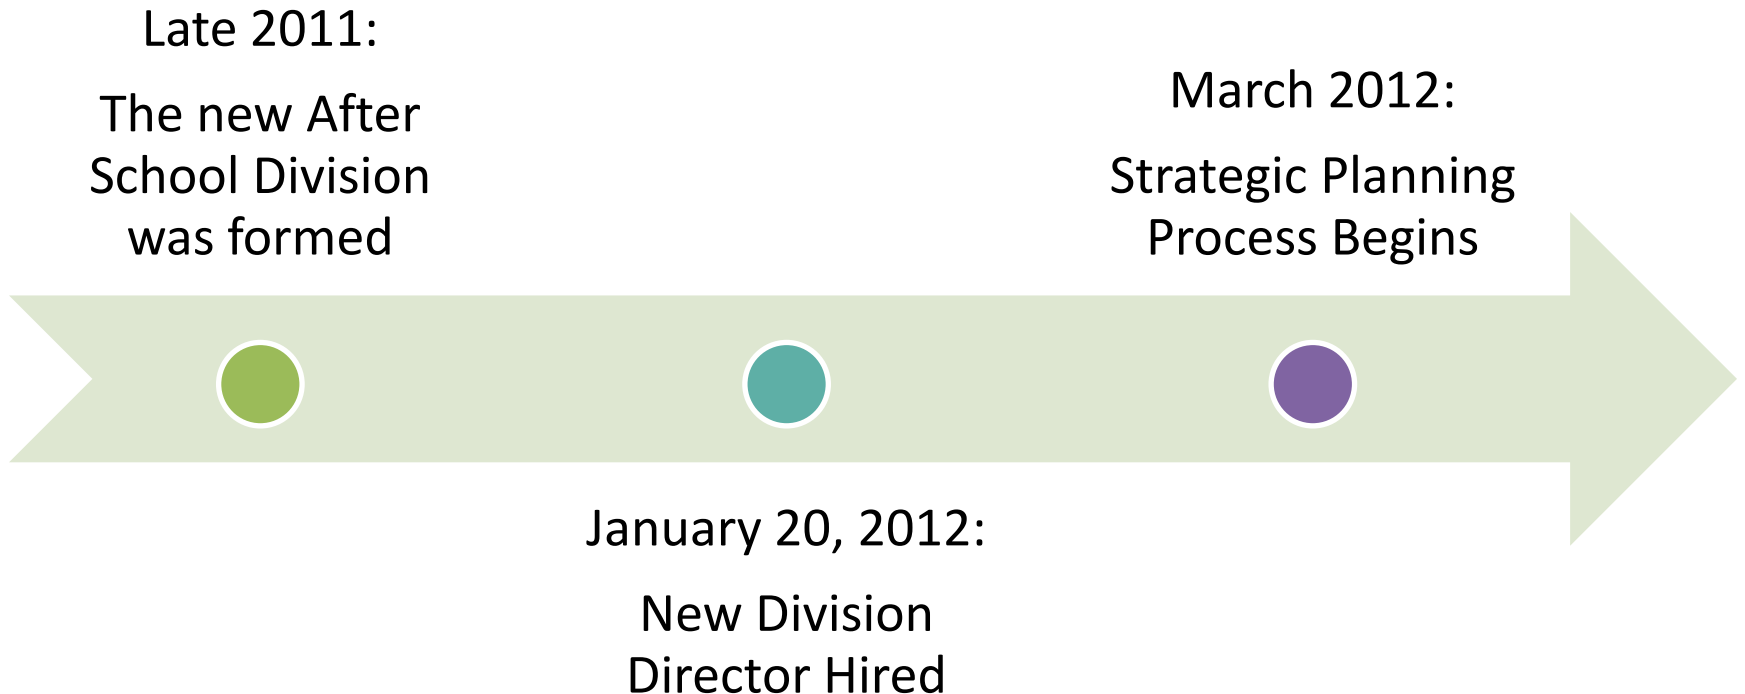 Late 2011:
The new After
School Division
was formed
January 20, 2012:
New Division
Director Hired
March 2012:
Strategic Planning
Process Begins